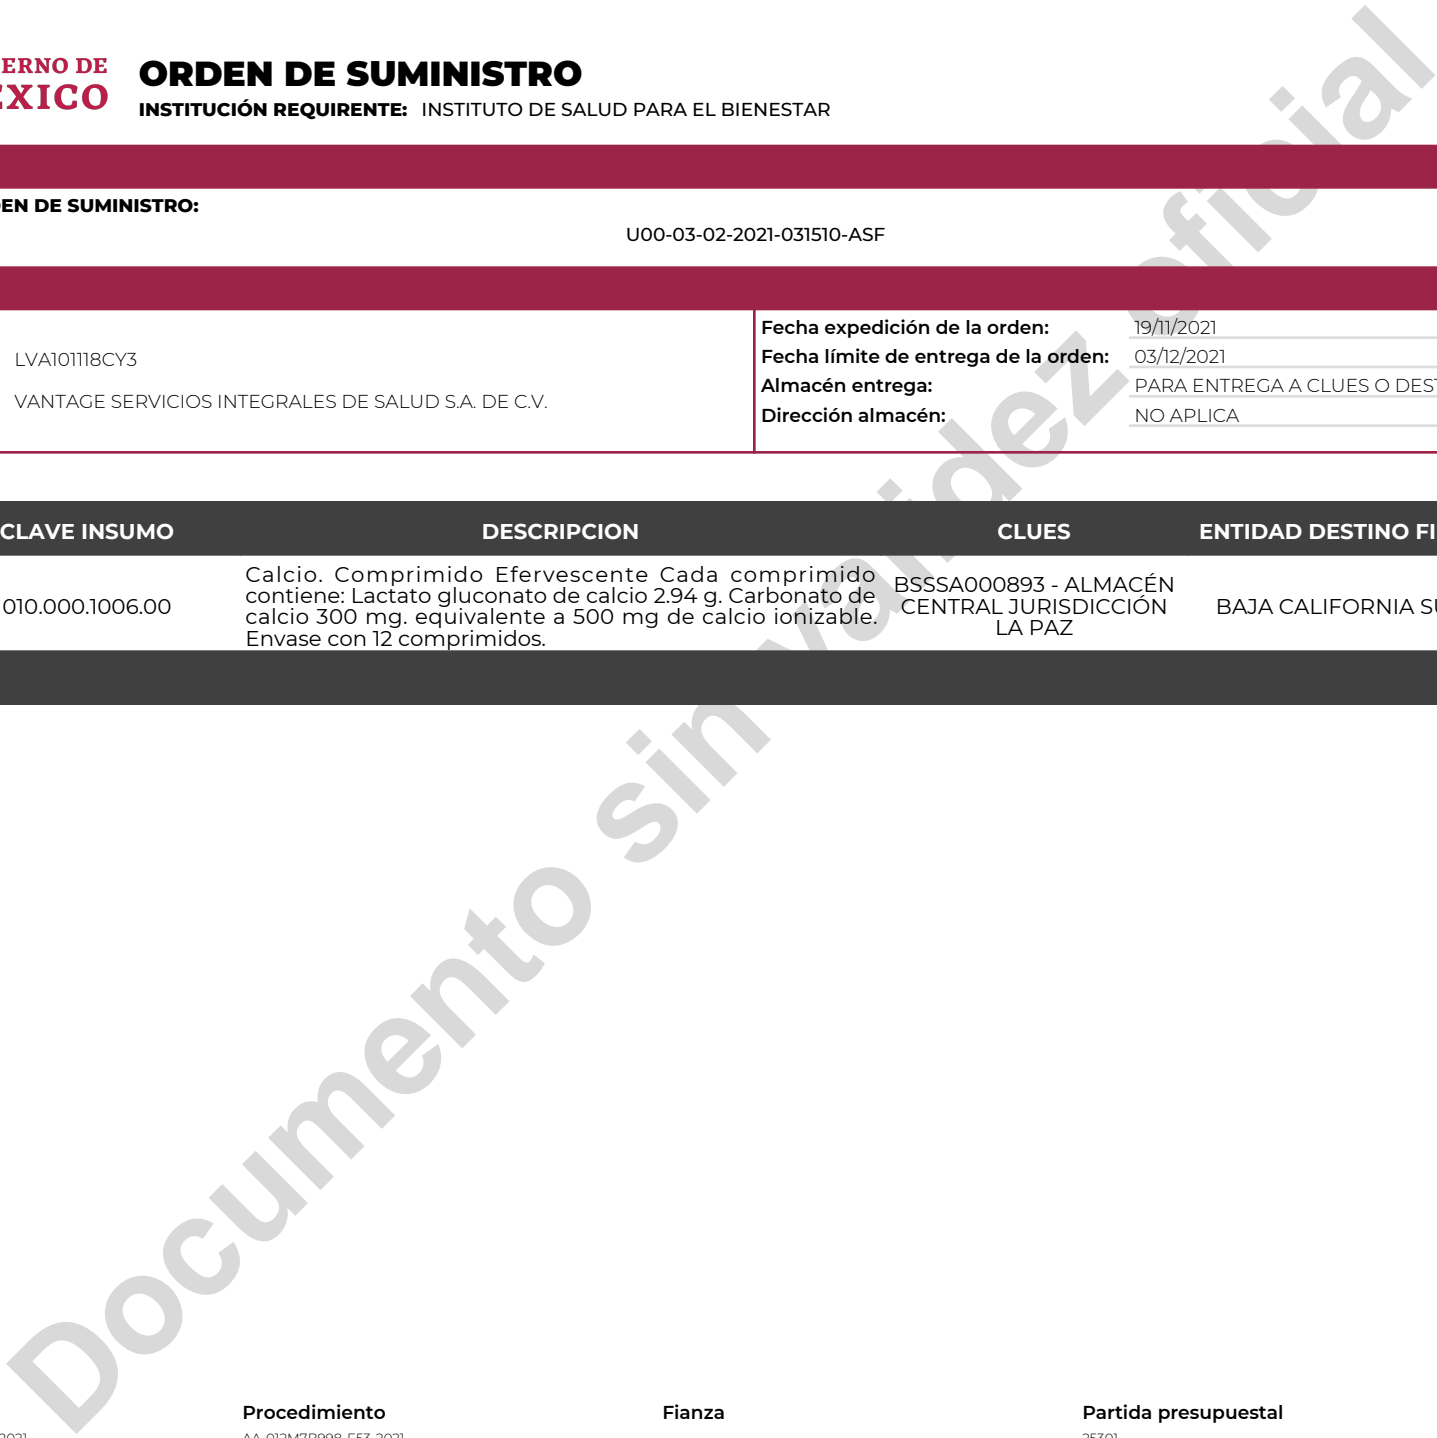 ERNO DE
EXICO
ORDEN DE SUMINISTRO
INSTITUCIÓN REQUIRENTE: INSTITUTO DE SALUD PARA EL BIENESTAR
EN DE SUMINISTRO:
U00-03-02-2021-031510-ASF
LVA101118CY3
VANTAGE SERVICIOS INTEGRALES DE SALUD S.A. DE C.V.
Fecha expedición de la orden: 19/11/2021
Fecha límite de entrega de la orden: 03/12/2021
Almacén entrega: PARA ENTREGA A CLUES O DEST
Dirección almacén: NO APLICA
CLAVE INSUMO DESCRIPCION CLUES ENTIDAD DESTINO FI
010.000.1006.00
Calcio. Comprimido Efervescente Cada comprimido
contiene: Lactato gluconato de calcio 2.94 g. Carbonato de
calcio 300 mg. equivalente a 500 mg de calcio ionizable.
Envase con 12 comprimidos.
BSSSA000893 - ALMACÉN
CENTRAL JURISDICCIÓN
LA PAZ
BAJA CALIFORNIA SU
Documento sin validez oficial
Procedimiento Fianza Partida presupuestal